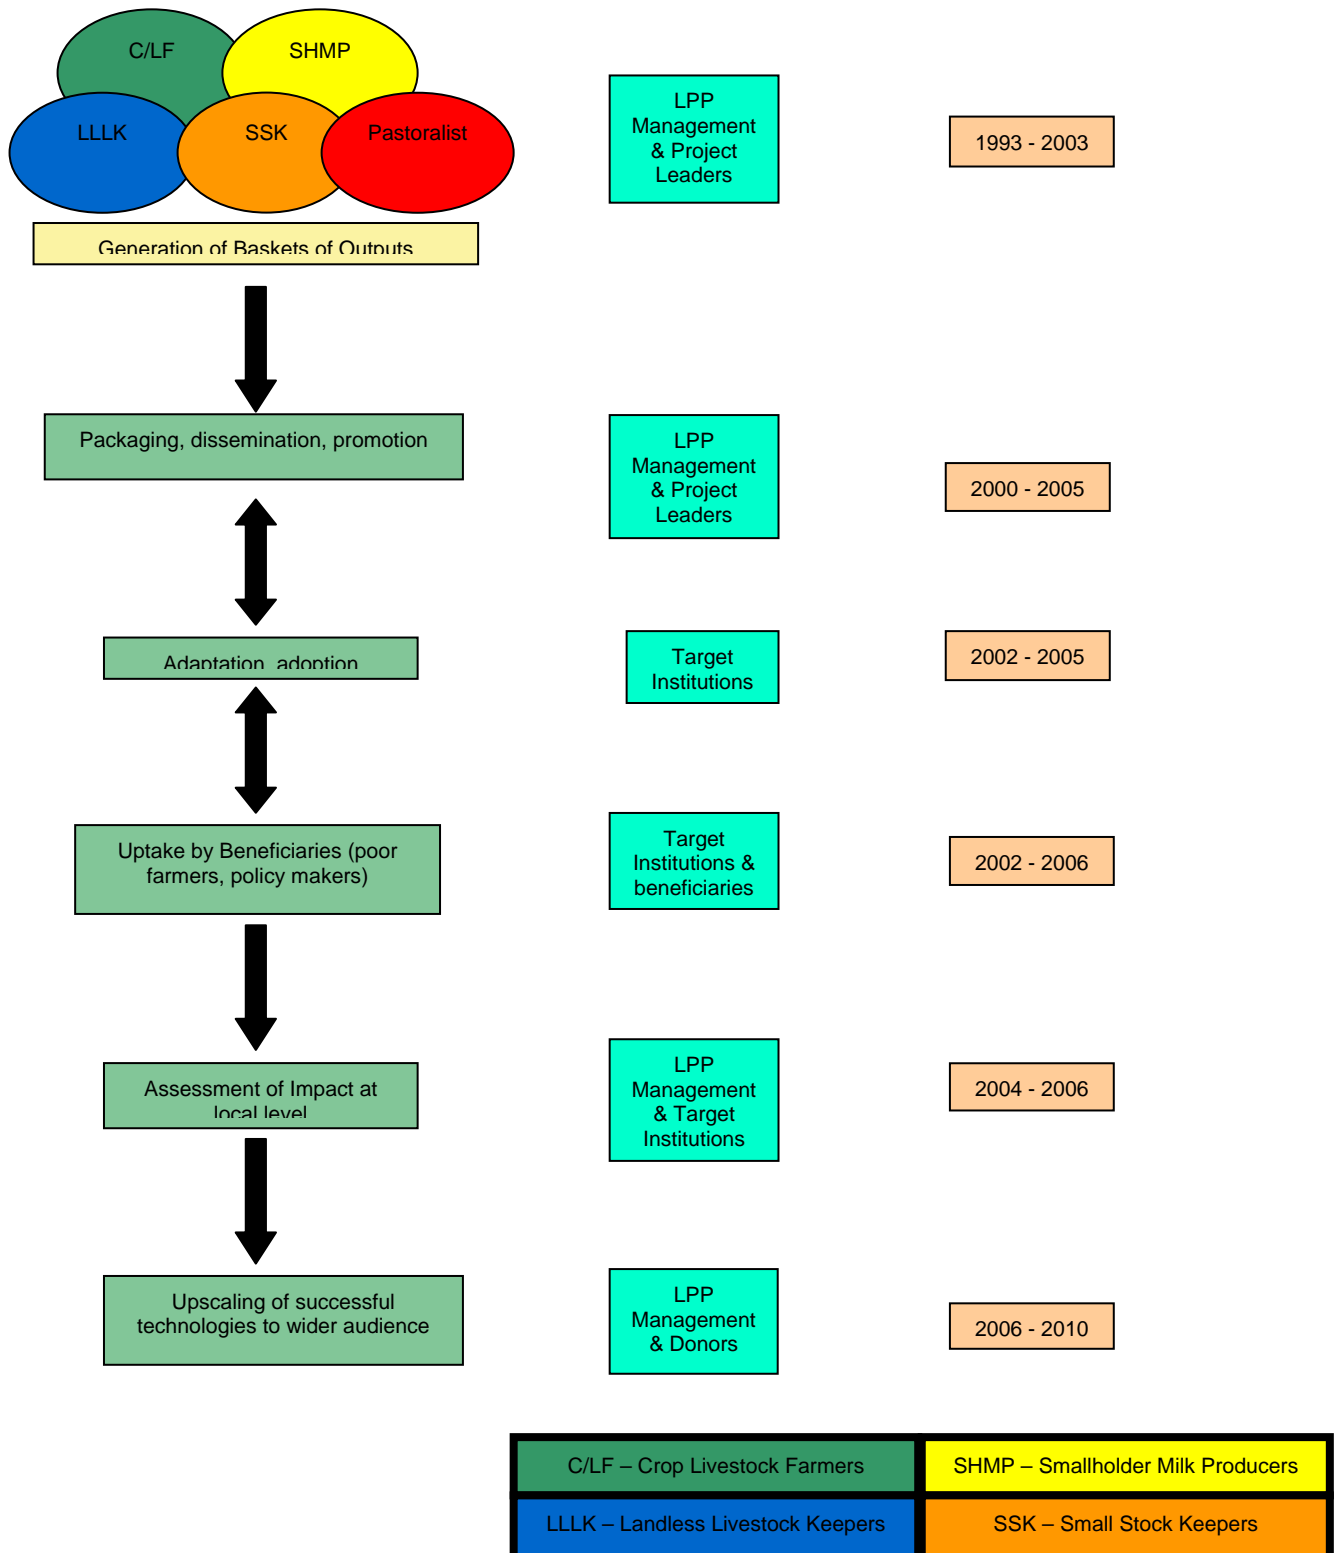 C/LF
SHMP
LLLK
SSK
Pastoralist
Generation of Baskets of Outputs
LPP
Management
& Project
Leaders
1993 - 2003
Packaging, dissemination, promotion
LPP
Management
& Project
Leaders
2000 - 2005
Adaptation, adoption
Target
Institutions
2002 - 2005
Uptake by Beneficiaries (poor
farmers, policy makers)
Target
Institutions &
beneficiaries
2002 - 2006
Assessment of Impact at
local level
LPP
Management
& Target
Institutions
2004 - 2006
Upscaling of successful
technologies to wider audience
LPP
Management
& Donors
2006 - 2010
C/LF – Crop Livestock Farmers
SHMP – Smallholder Milk Producers
LLLK – Landless Livestock Keepers
SSK – Small Stock Keepers